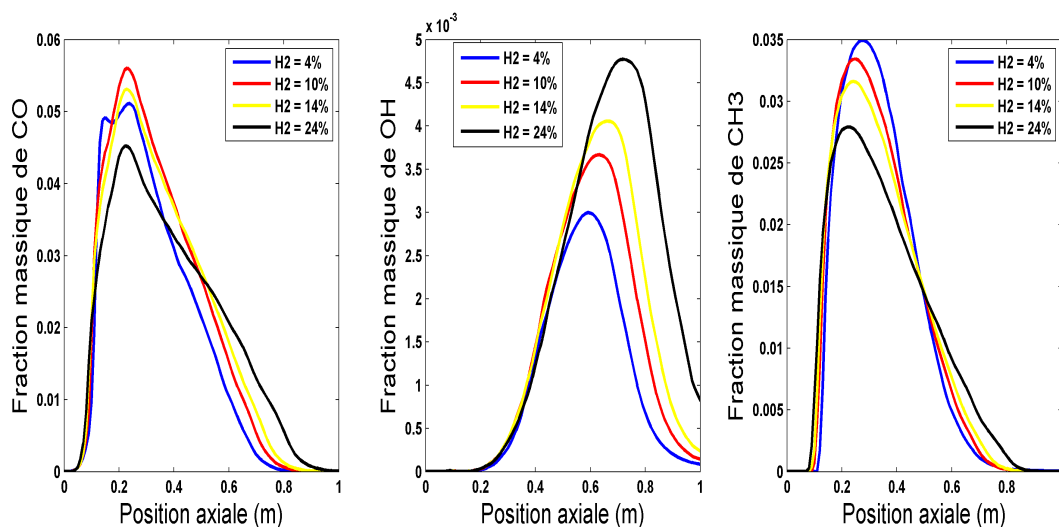 Fraction massique de CO
0.06
0.05
0.04
0.03
0.02
0.01
0
H2 = 4%
H2 = 10%
H2 = 14%
H2 = 24%
0 0.2 0.4 0.6 0.8 1
Position axiale (m)
x 10⁻³
Fraction massique de OH
5
4.5
4
3.5
3
2.5
2
1.5
1
0.5
0
H2 = 4%
H2 = 10%
H2 = 14%
H2 = 24%
0 0.2 0.4 0.6 0.8 1
Position axiale (m)
Fraction massique de CH3
0.035
0.03
0.025
0.02
0.015
0.01
0.005
0
H2 = 4%
H2 = 10%
H2 = 14%
H2 = 24%
0 0.2 0.4 0.6 0.8 1
Position axiale (m)